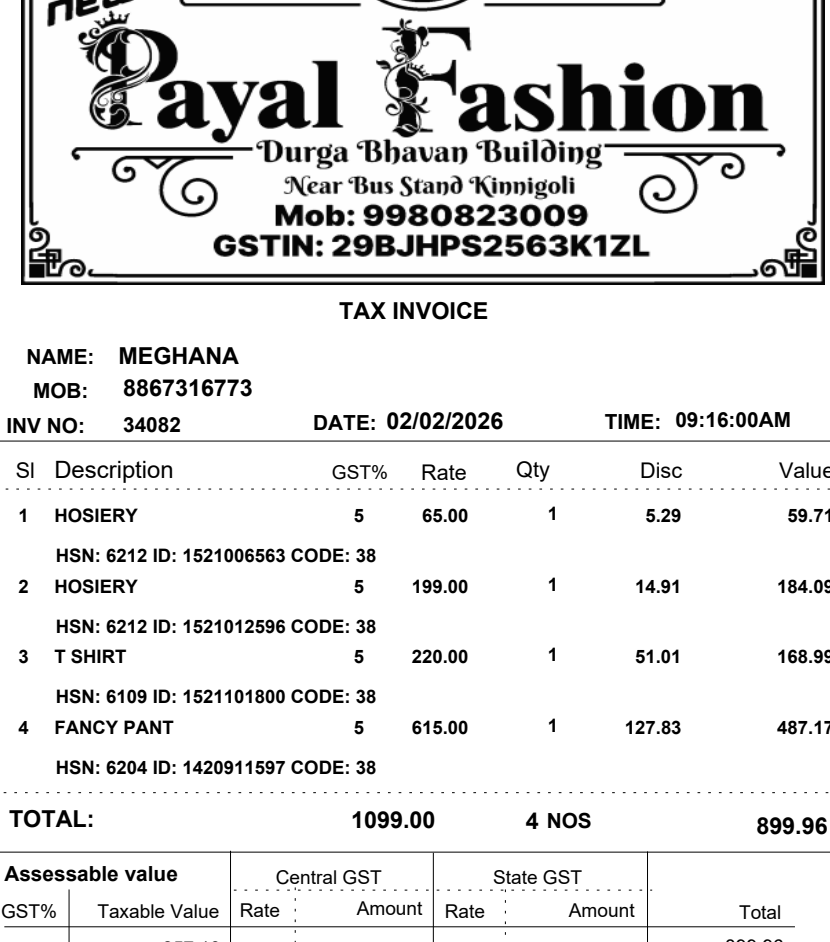 new
Payal Fashion
Durga Bhavan Building
Near Bus Stand Kinnigoli
Mob: 9980823009
GSTIN: 29BJHPS2563K1ZL
TAX INVOICE
NAME: MEGHANA
MOB: 8867316773
INV NO: 34082 DATE: 02/02/2026 TIME: 09:16:00AM
Sl Description GST% Rate Qty Disc Value
1 HOSIERY 5 65.00 1 5.29 59.71
HSN: 6212 ID: 1521006563 CODE: 38
2 HOSIERY 5 199.00 1 14.91 184.09
HSN: 6212 ID: 1521012596 CODE: 38
3 T SHIRT 5 220.00 1 51.01 168.99
HSN: 6109 ID: 1521101800 CODE: 38
4 FANCY PANT 5 615.00 1 127.83 487.17
HSN: 6204 ID: 1420911597 CODE: 38
TOTAL: 1099.00 4 NOS 899.96
Assessable value Central GST State GST
GST% Taxable Value Rate Amount Rate Amount Total